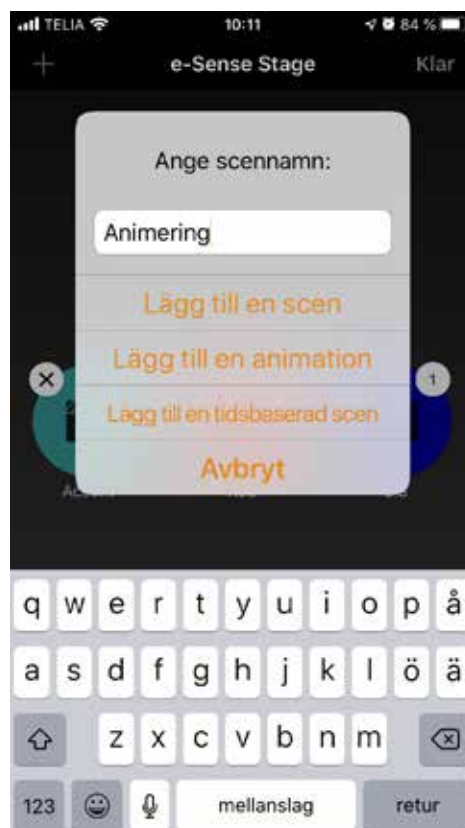 TELIA 10:11 84 %
+ e-Sense Stage Klar
Ange scennamn:
Animering
Lägg till en scen
Lägg till en animation
1
Lägg till en tidsbaserad scen
Avbryt
q w e r t y u i o p å
a s d f g h j k l ö ä
z x c v b n m
123 mellanslag retur